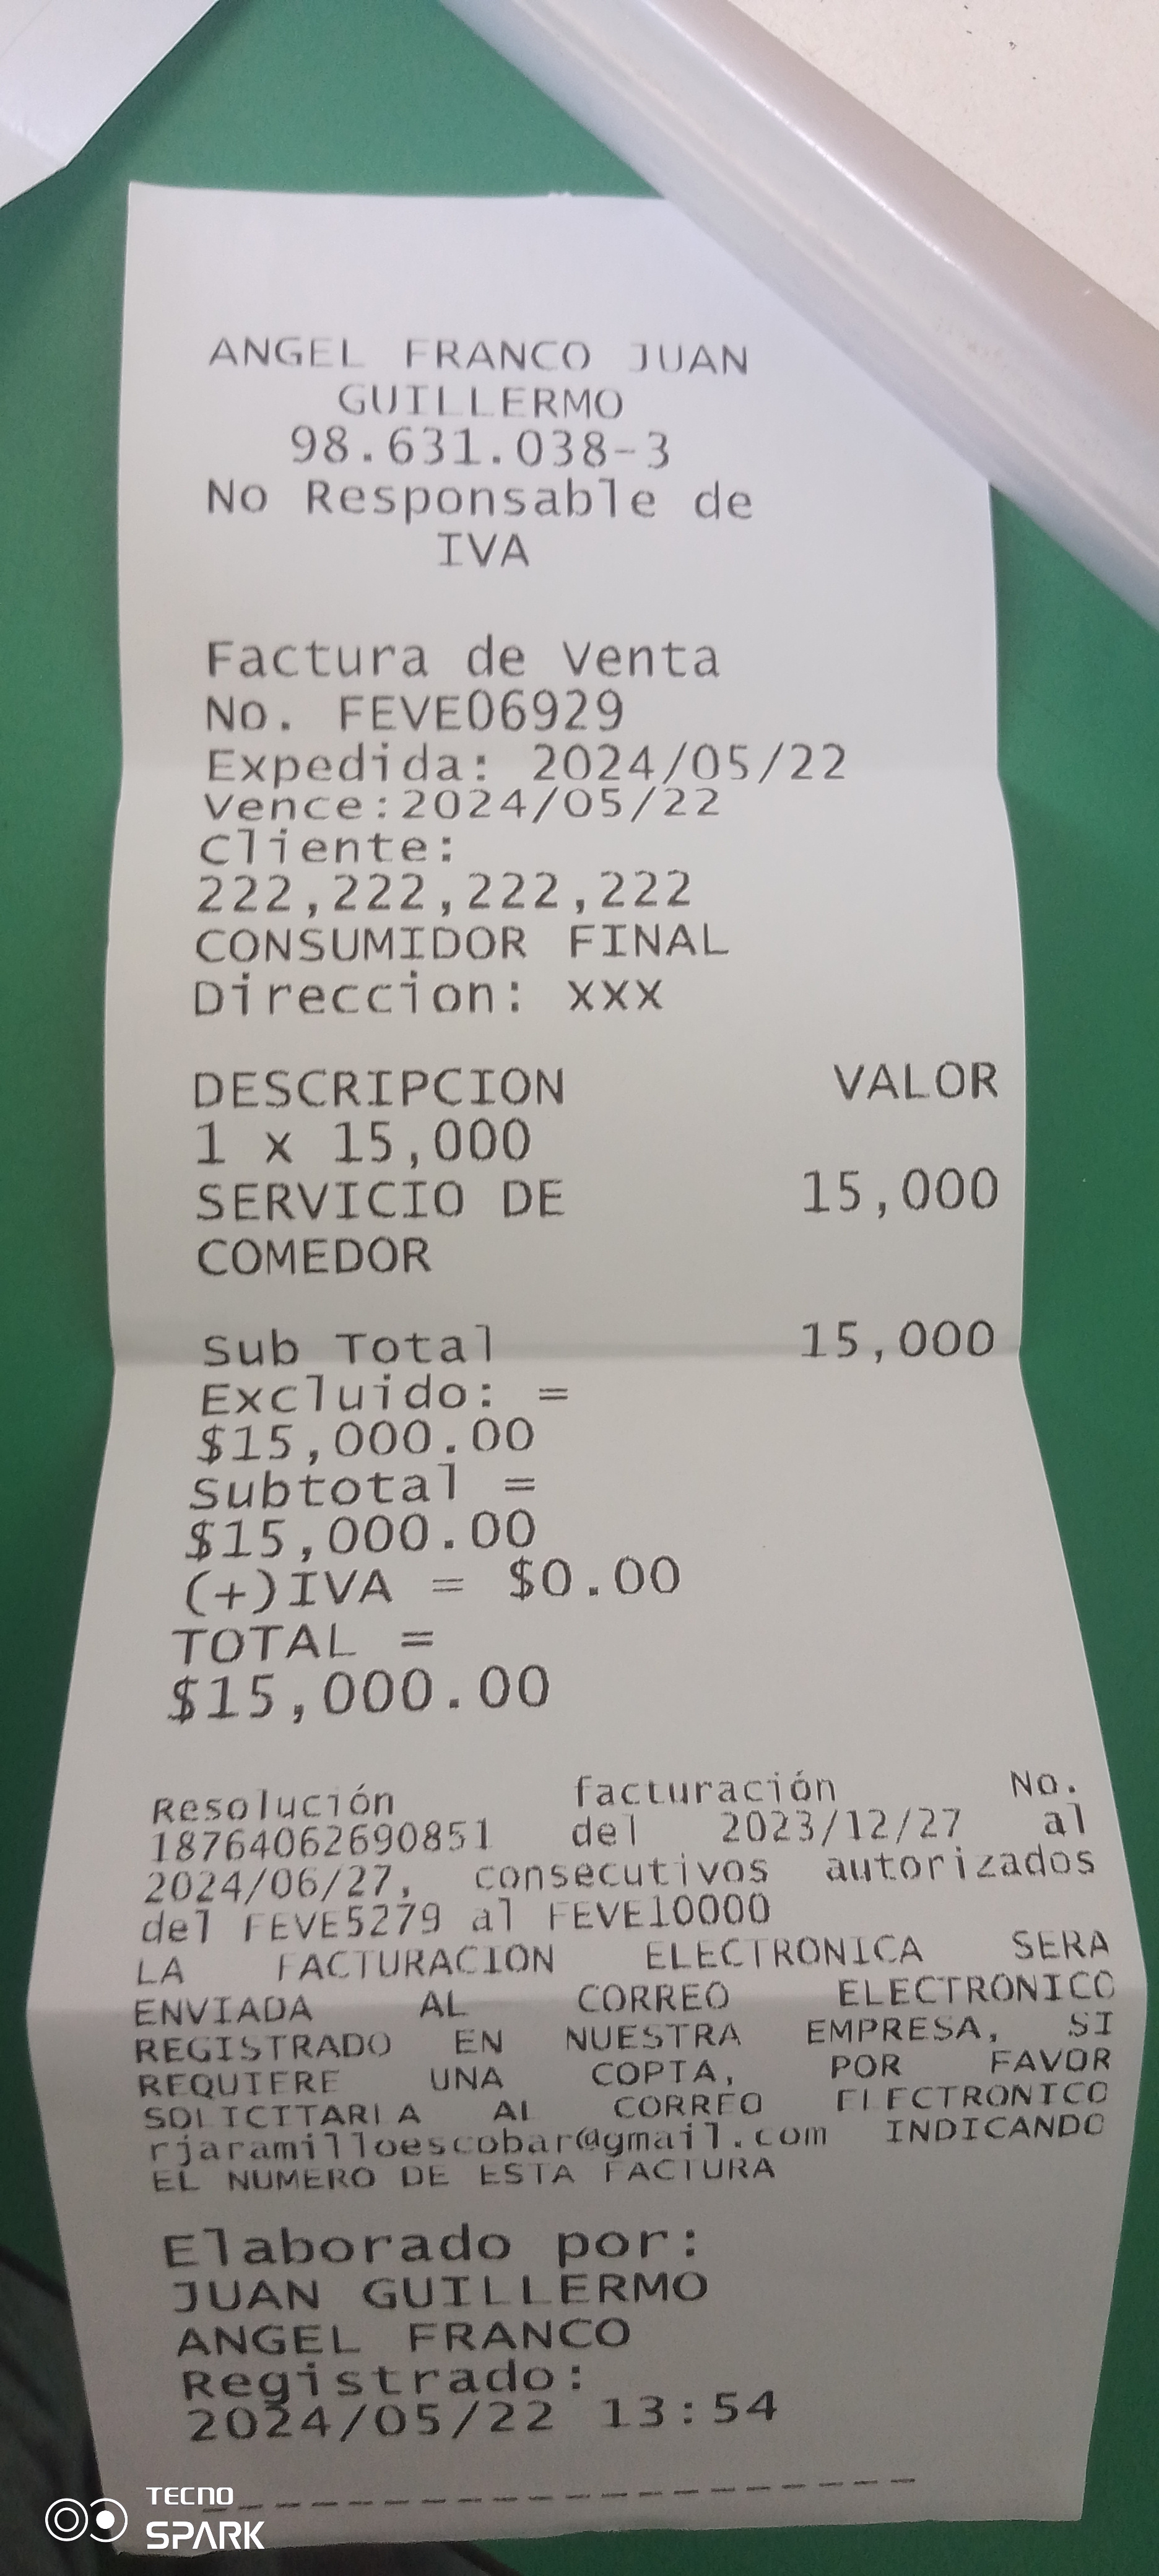 ANGEL FRANCO JUAN
GUILLERMO
98.631.038-3
No Responsable de
IVA
Factura de Venta
No. FEVE06929
Expedida: 2024/05/22
Vence:2024/05/22
Cliente:
222,222,222,222
CONSUMIDOR FINAL
Direccion: xxx
DESCRIPCION VALOR
1 x 15,000
SERVICIO DE 15,000
COMEDOR
Sub Total 15,000
Excluido: =
$15,000.00
Subtotal =
$15,000.00
(+)IVA = $0.00
TOTAL =
$15,000.00
Resolución facturación No.
18764062690851 del 2023/12/27 al
2024/06/27, consecutivos autorizados
del FEVE5279 al FEVE10000
LA FACTURACION ELECTRONICA SERA
ENVIADA AL CORREO ELECTRONICO
REGISTRADO EN NUESTRA EMPRESA, SI
REQUIERE UNA COPIA, POR FAVOR
SOLICITARLA AL CORREO ELECTRONICO
rjaramilloescobar@gmail.com INDICANDO
EL NUMERO DE ESTA FACTURA
Elaborado por:
JUAN GUILLERMO
ANGEL FRANCO
Registrado:
2024/05/22 13:54
TECNO
SPARK